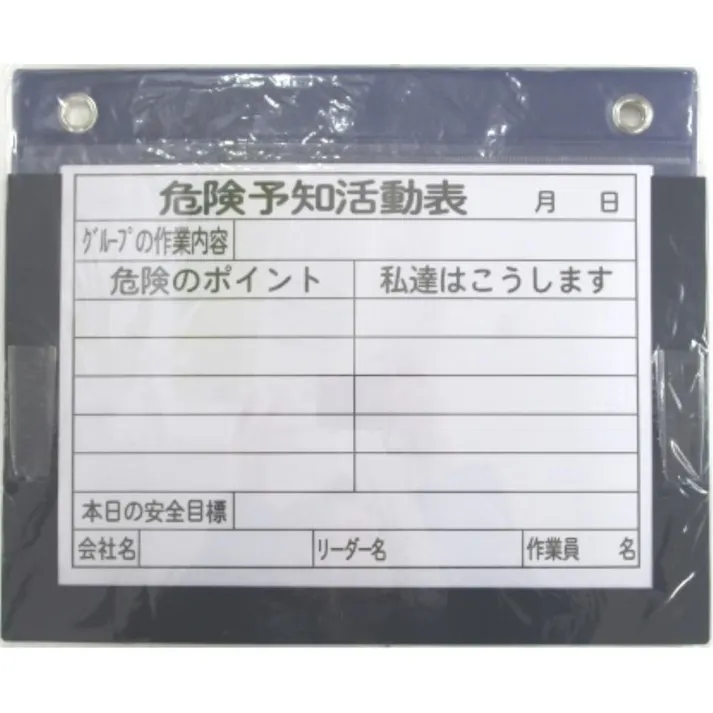 危険予知活動表 月 日
ｸﾞﾙｰﾌﾟの作業内容
危険のポイント 私達はこうします
本日の安全目標
会社名 リーダー名 作業員 名